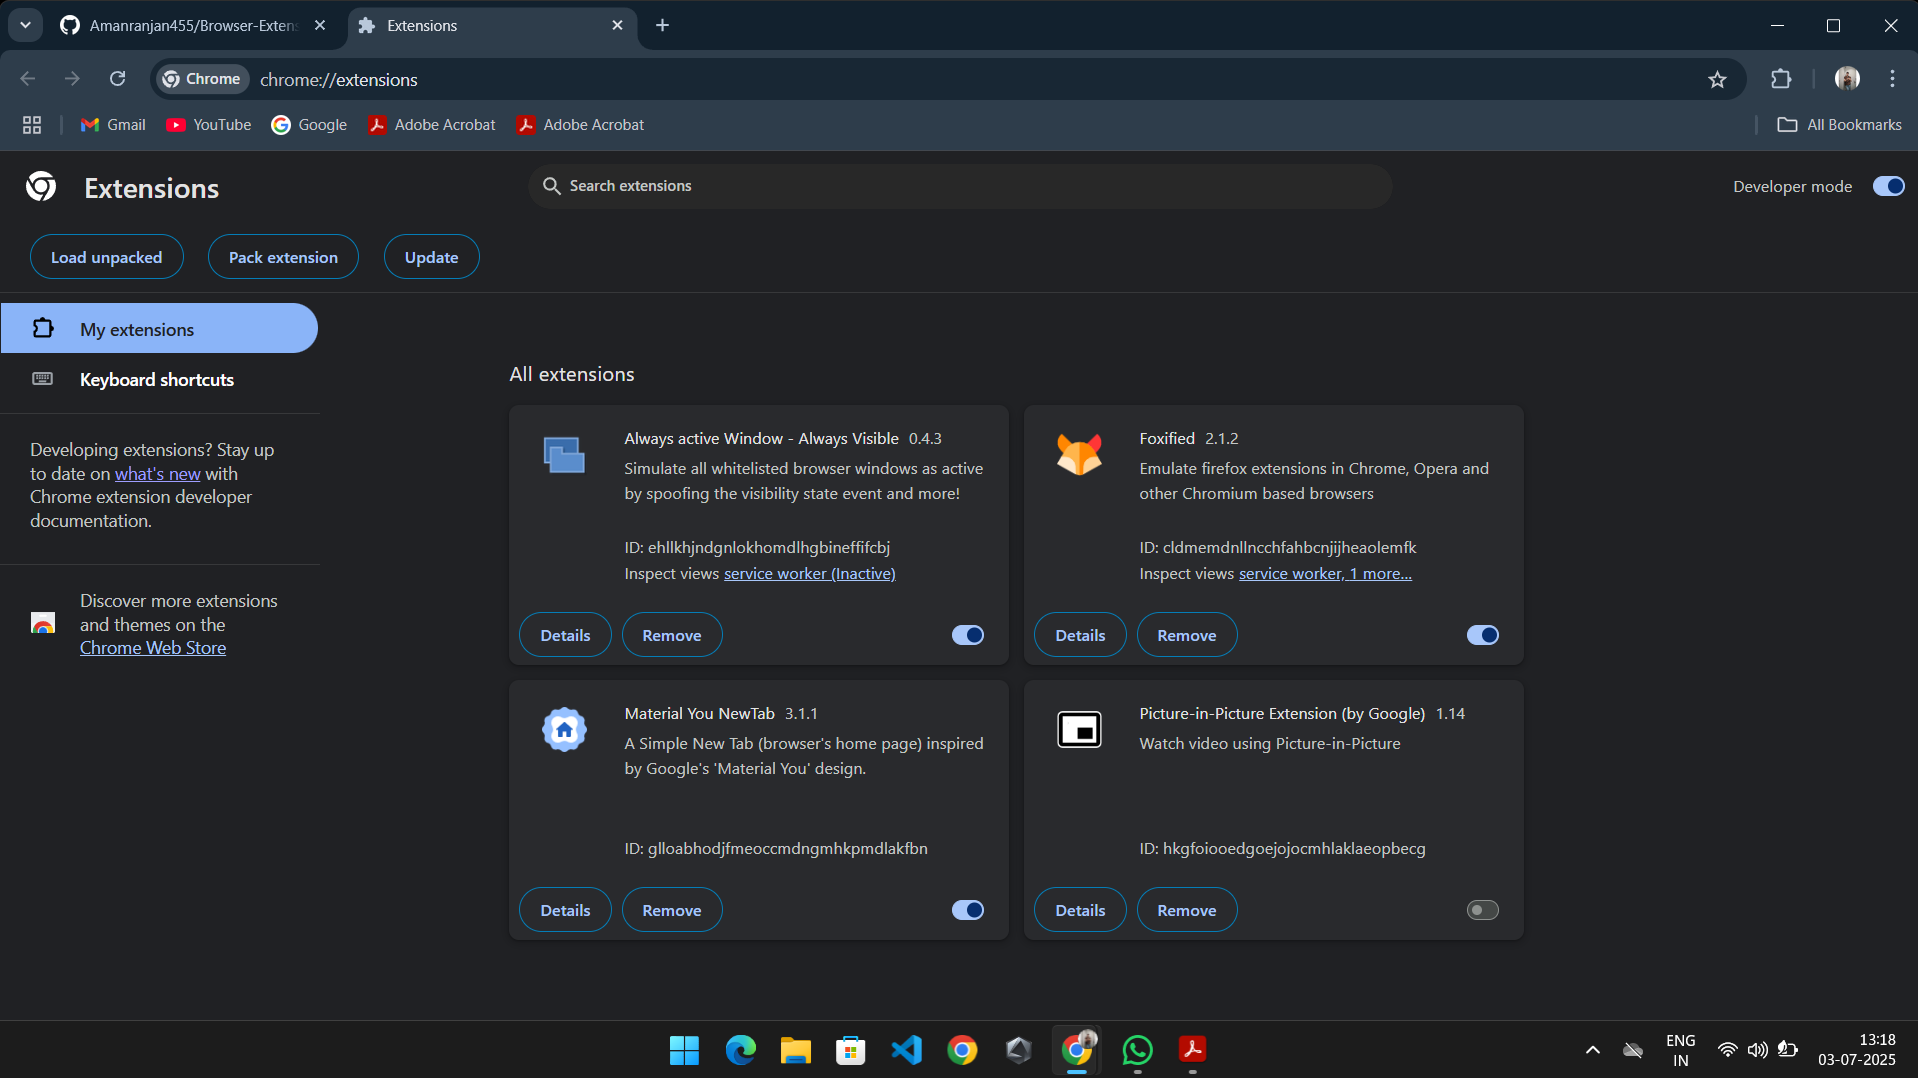 Amanranjan455/Browser-Extens
Extensions
Chrome
chrome://extensions
Gmail
YouTube
Google
Adobe Acrobat
Adobe Acrobat
All Bookmarks
Extensions
Search extensions
Developer mode
Load unpacked
Pack extension
Update
My extensions
Keyboard shortcuts
Developing extensions? Stay up
to date on what's new with
Chrome extension developer
documentation.
Discover more extensions
and themes on the
Chrome Web Store
All extensions
Always active Window - Always Visible 0.4.3
Simulate all whitelisted browser windows as active
by spoofing the visibility state event and more!
ID: ehllkhjndgnlokhomdlhgbineffifcbj
Inspect views service worker (Inactive)
Details
Remove
Foxified 2.1.2
Emulate firefox extensions in Chrome, Opera and
other Chromium based browsers
ID: cldmemdnllncchfahbcnjijheaolemfk
Inspect views service worker, 1 more...
Details
Remove
Material You NewTab 3.1.1
A Simple New Tab (browser's home page) inspired
by Google's 'Material You' design.
ID: glloabhodjfmeoccmdngmhkpmdlakfbn
Details
Remove
Picture-in-Picture Extension (by Google) 1.14
Watch video using Picture-in-Picture
ID: hkgfoiooedgoejojocmhlaklaeopbecg
Details
Remove
ENG
IN
13:18
03-07-2025